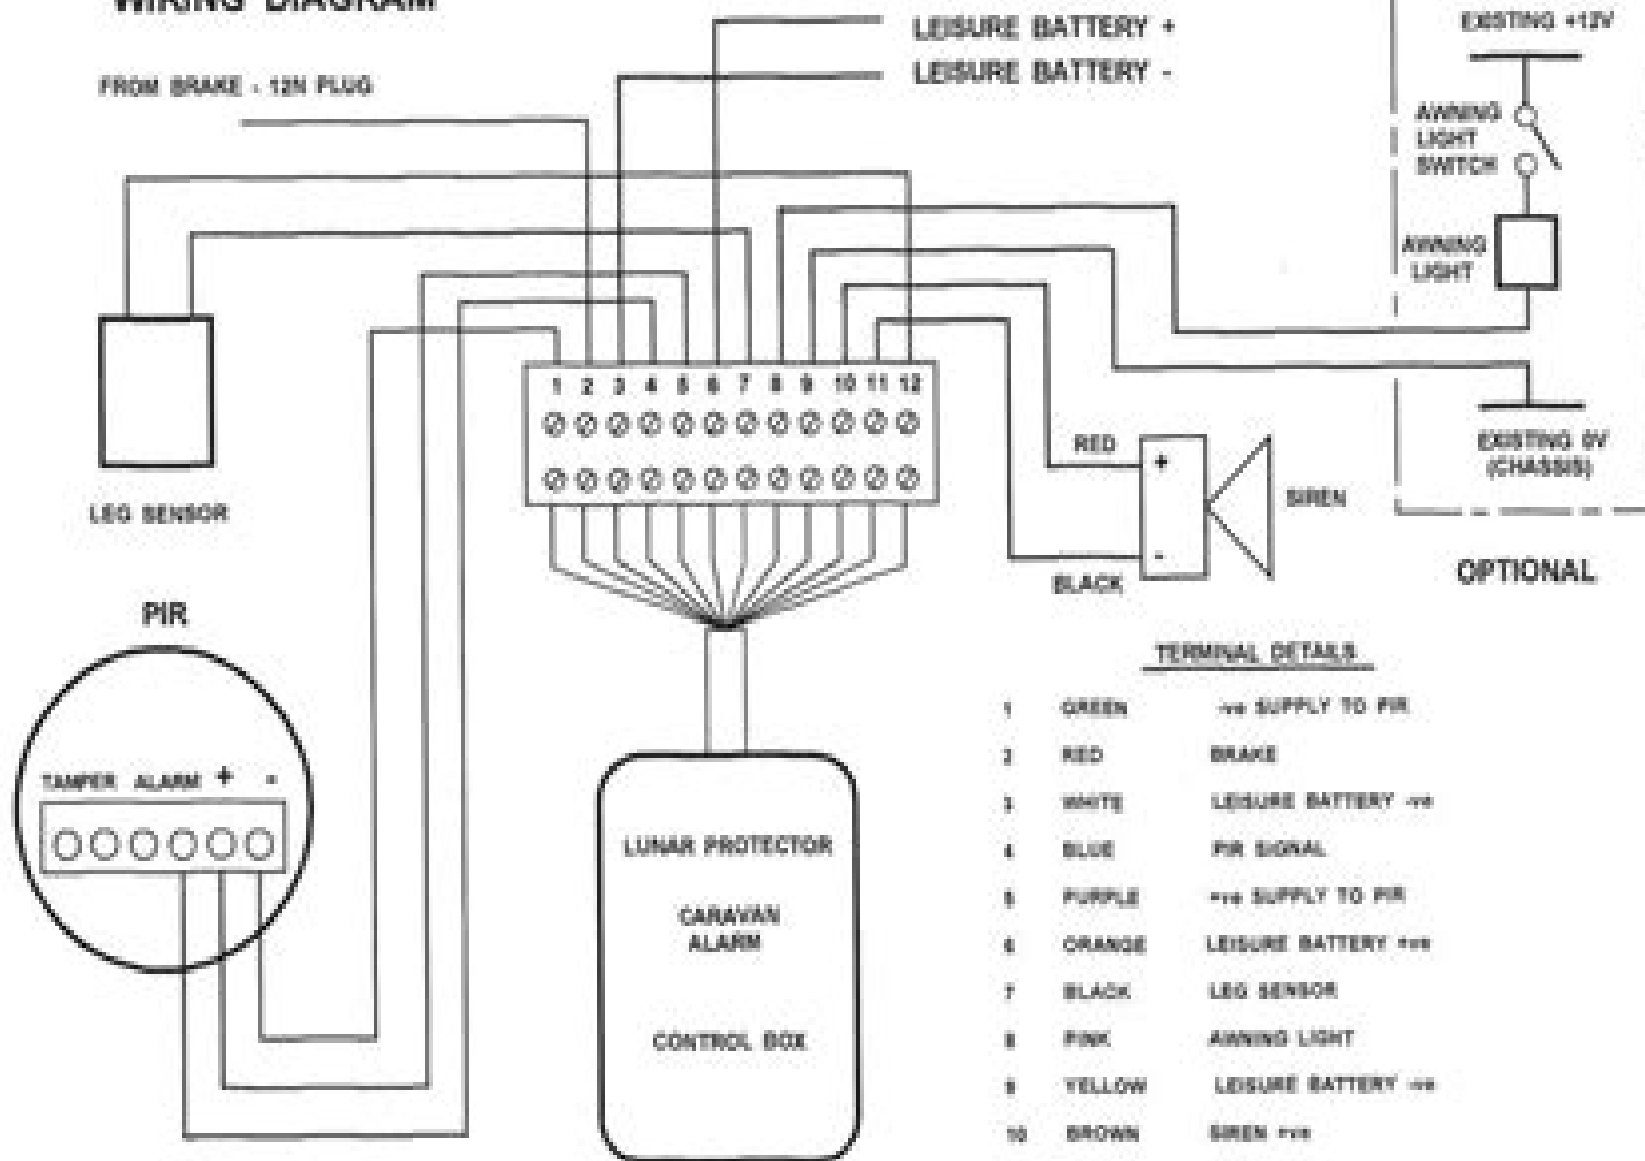 WIRING DIAGRAM
LEISURE BATTERY +
LEISURE BATTERY -
FROM BRAKE - 12N PLUG
EXISTING +12V
AWNING
LIGHT
SWITCH
AWNING
LIGHT
1 2 3 4 5 6 7 8 9 10 11 12
RED
+
-
BLACK
SIREN
EXISTING 0V
(CHASSIS)
OPTIONAL
LEG SENSOR
PIR
TAMPER ALARM + -
LUNAR PROTECTOR
CARAVAN
ALARM
CONTROL BOX
TERMINAL DETAILS
1 GREEN -ve SUPPLY TO PIR
2 RED BRAKE
3 WHITE LEISURE BATTERY -ve
4 BLUE PIR SIGNAL
5 PURPLE +ve SUPPLY TO PIR
6 ORANGE LEISURE BATTERY +ve
7 BLACK LEG SENSOR
8 PINK AWNING LIGHT
9 YELLOW LEISURE BATTERY -ve
10 BROWN SIREN +ve